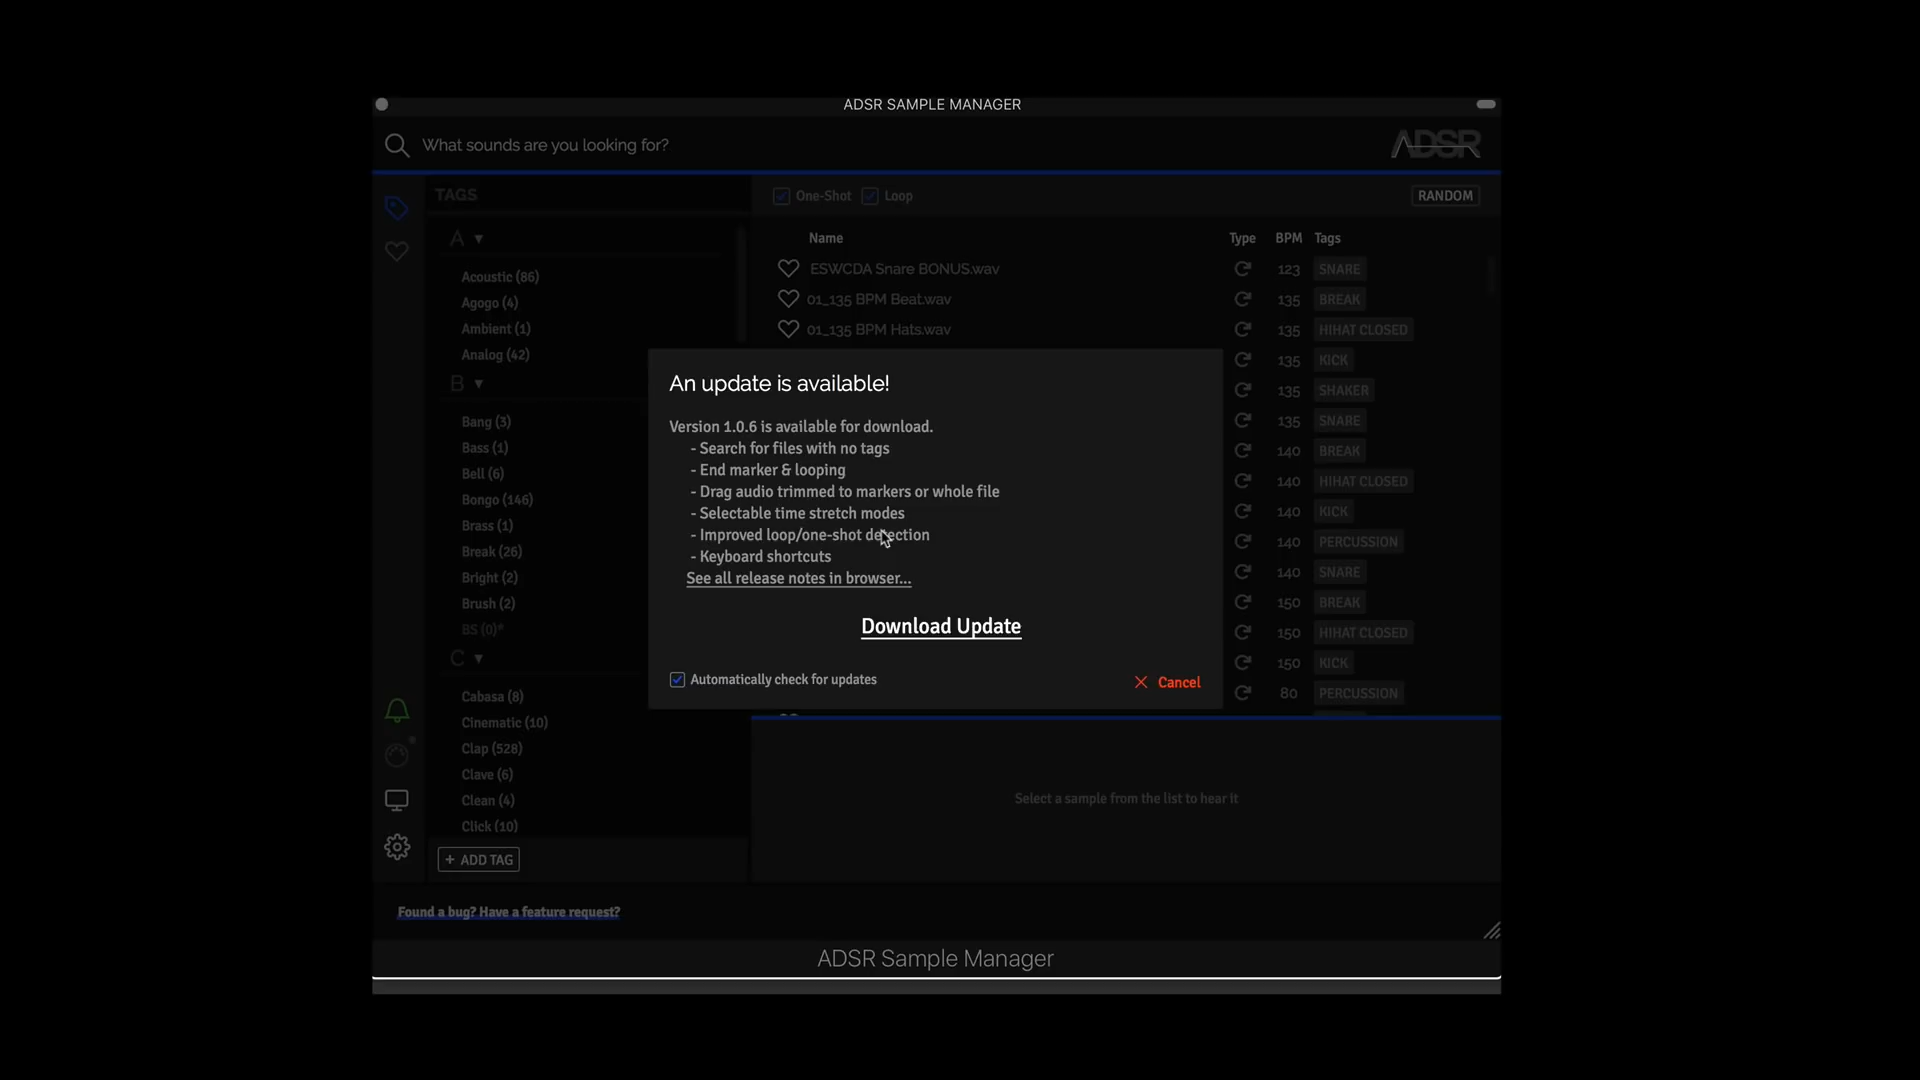 ADSR SAMPLE MANAGER
What sounds are you looking for?
ADSR
TAGS
One-Shot
Loop
RANDOM
A
Name
Type
BPM
Tags
Acoustic (86)
Agogo (4)
Ambient (1)
Analog (42)
B
Bang (3)
Bass (1)
Bell (6)
Bongo (146)
Brass (1)
Break (26)
Bright (2)
Brush (2)
BS (0)*
C
Cabasa (8)
Cinematic (10)
Clap (528)
Clave (6)
Clean (4)
Click (10)
+ ADD TAG
ESWCDA Snare BONUS.wav 123 SNARE
01_135 BPM Beat.wav 135 BREAK
01_135 BPM Hats.wav 135 HIHAT CLOSED
135 KICK
135 SHAKER
135 SNARE
140 BREAK
140 HIHAT CLOSED
140 KICK
140 PERCUSSION
140 SNARE
150 BREAK
150 HIHAT CLOSED
150 KICK
80 PERCUSSION
An update is available!
Version 1.0.6 is available for download.
- Search for files with no tags
- End marker & looping
- Drag audio trimmed to markers or whole file
- Selectable time stretch modes
- Improved loop/one-shot detection
- Keyboard shortcuts
See all release notes in browser...
Download Update
Automatically check for updates
Cancel
Select a sample from the list to hear it
Found a bug? Have a feature request?
ADSR Sample Manager